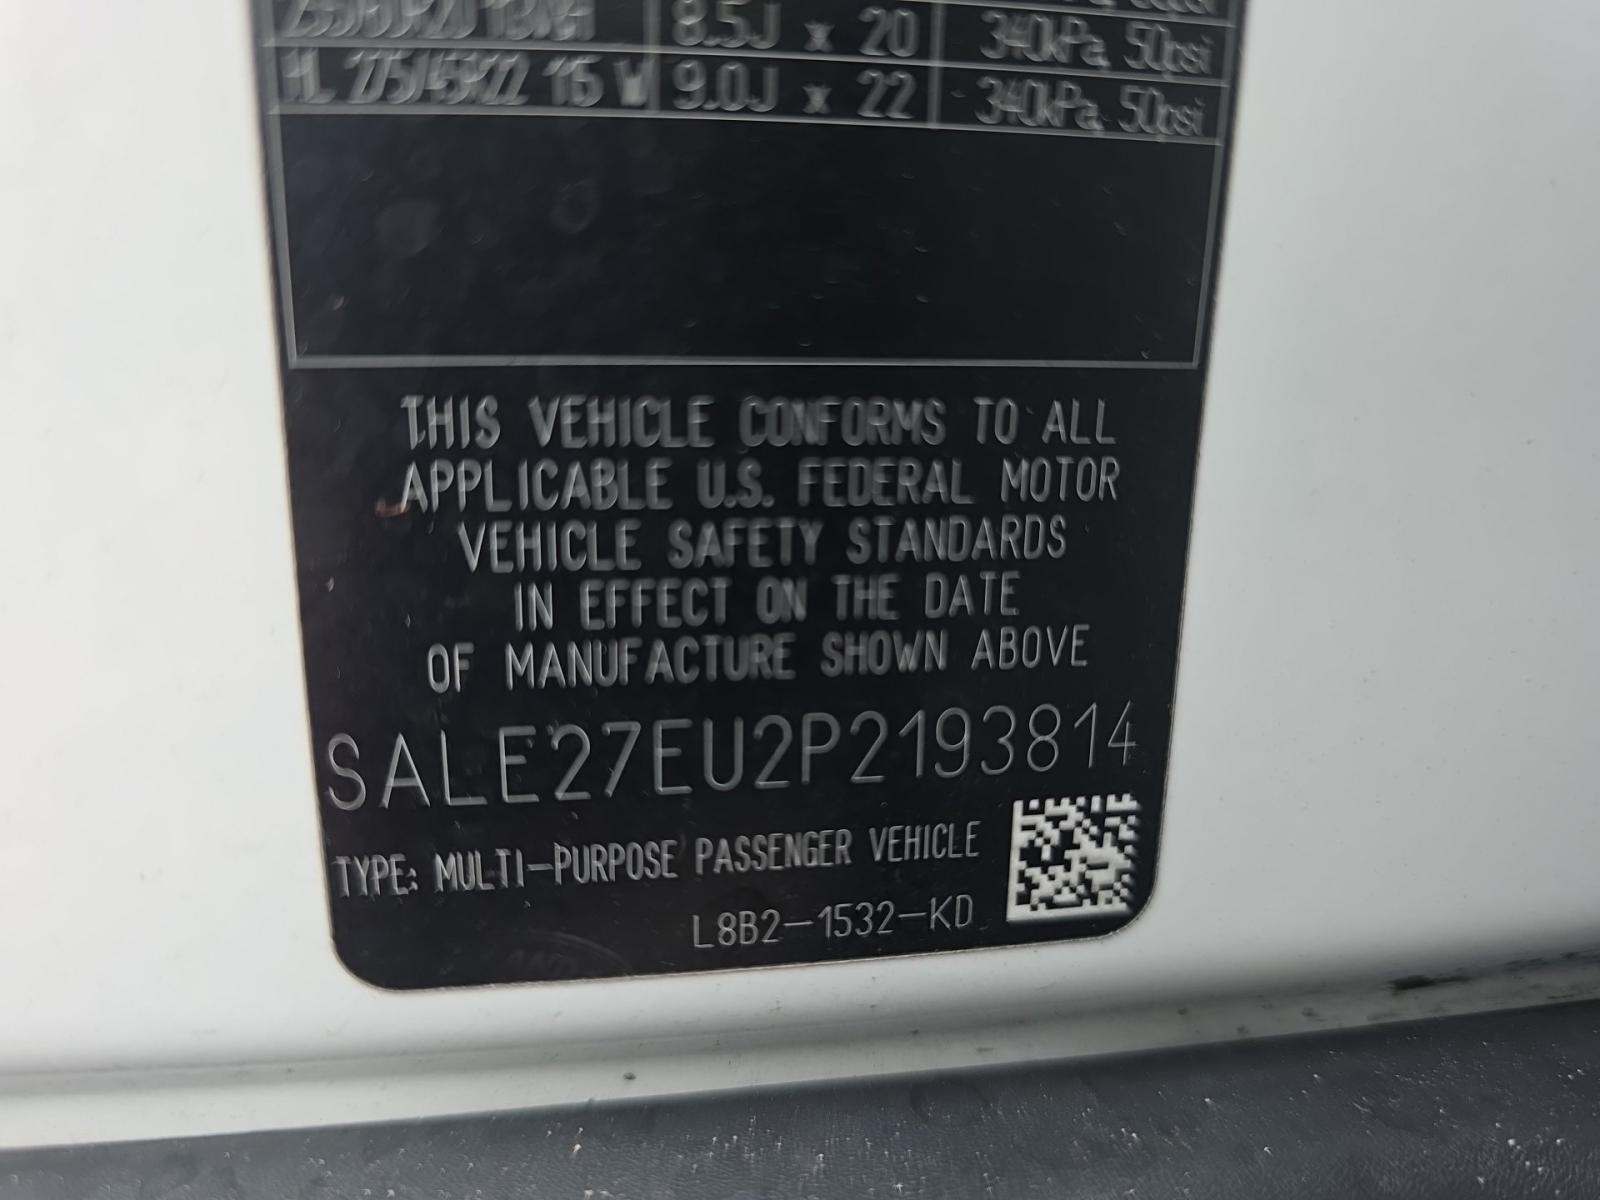 8.5J x 20 340kPa, 50psi
1L 275/45R22 115 W 9.0J x 22 340kPa, 50psi
THIS VEHICLE CONFORMS TO ALL
APPLICABLE U.S. FEDERAL MOTOR
VEHICLE SAFETY STANDARDS
IN EFFECT ON THE DATE
OF MANUFACTURE SHOWN ABOVE
SALE27EU2P2193814
TYPE: MULTI-PURPOSE PASSENGER VEHICLE
L8B2-1532-KD